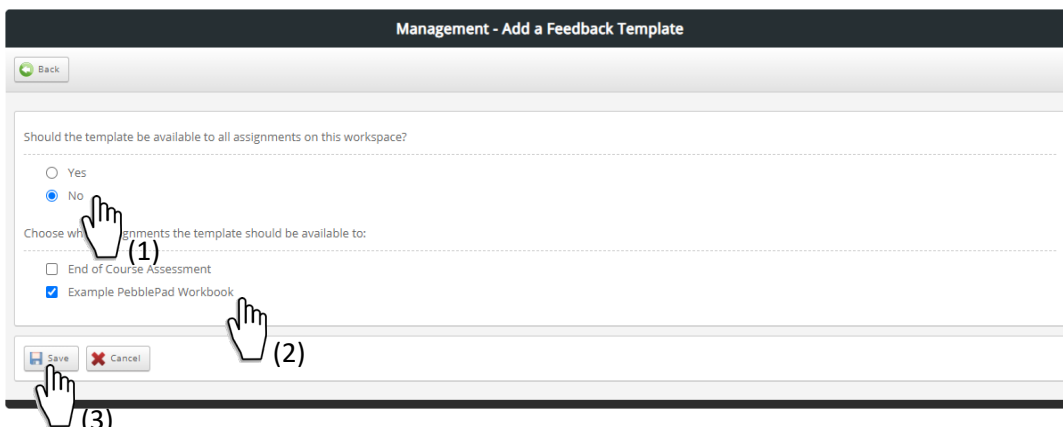 Management - Add a Feedback Template
Back
Should the template be available to all assignments on this workspace?
Yes
No
(1)
Choose wh gnments the template should be available to:
End of Course Assessment
Example PebblePad Workbook
(2)
Save Cancel
(3)